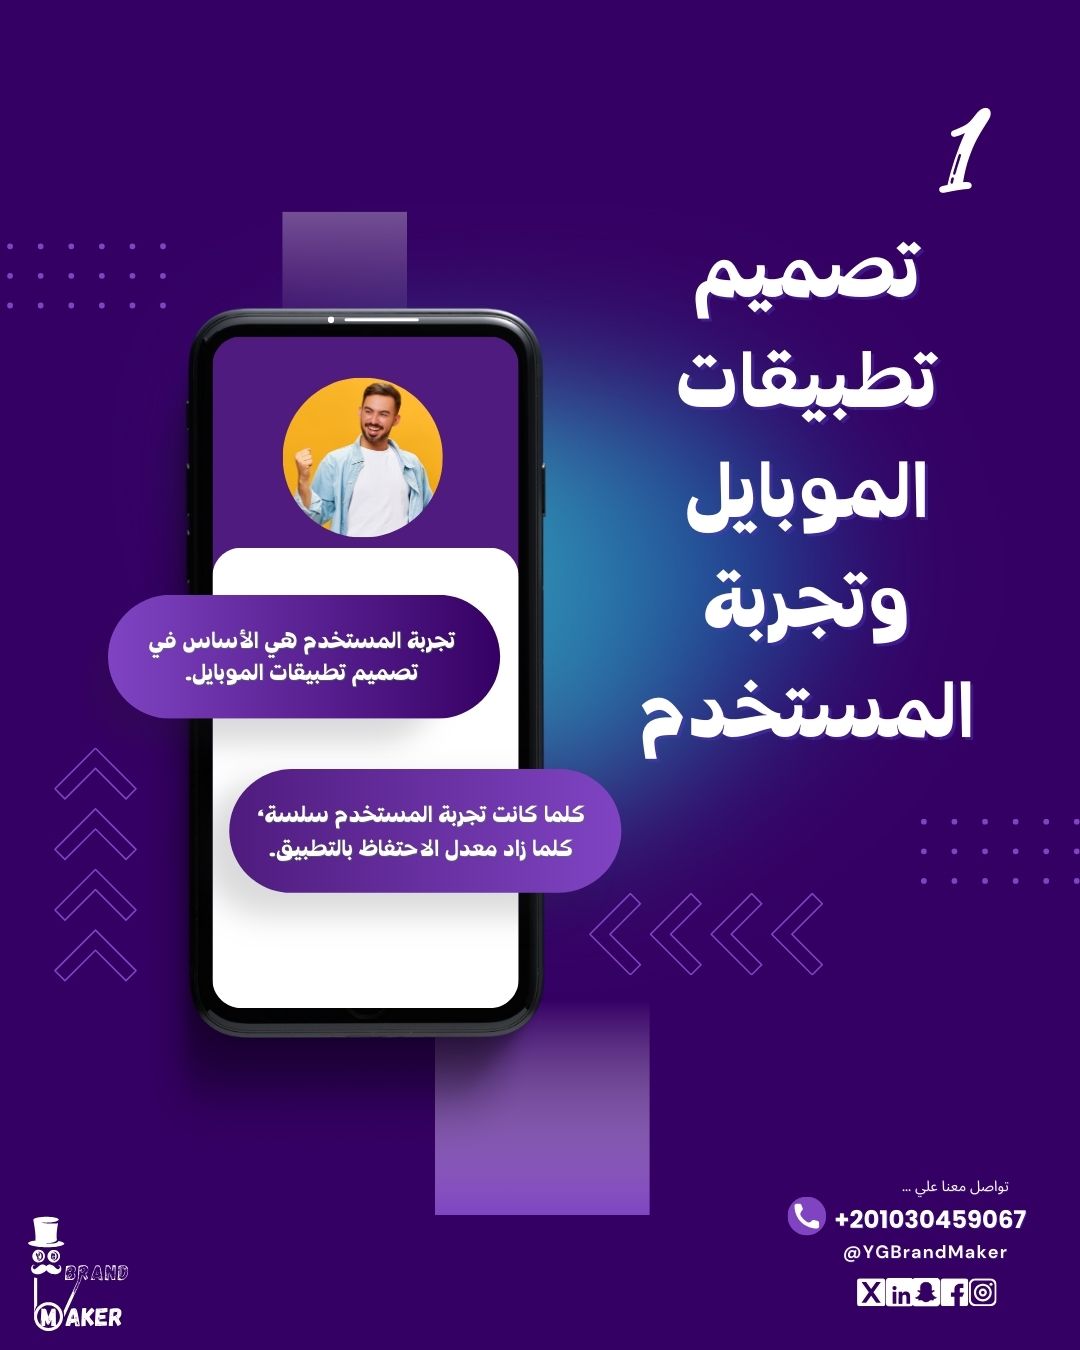 1
تصميم
تطبيقات
الموبايل
وتجربة
المستخدم
تجربة المستخدم هي الأساس في
تصميم تطبيقات الموبايل.
كلما كانت تجربة المستخدم سلسة،
كلما زاد معدل الاحتفاظ بالتطبيق.
تواصل معنا علي ...
+201030459067
@YGBrandMaker
BRAND
MAKER